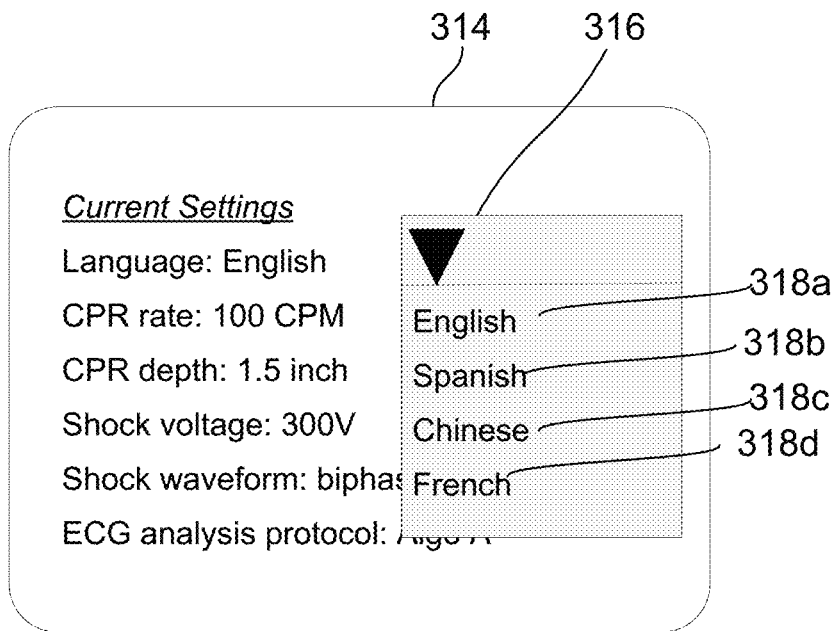 314 316
Current Settings
Language: English
CPR rate: 100 CPM
CPR depth: 1.5 inch
Shock voltage: 300V
Shock waveform:
ECG analysis protocol:
English 318a
Spanish 318b
Chinese 318c
French 318d